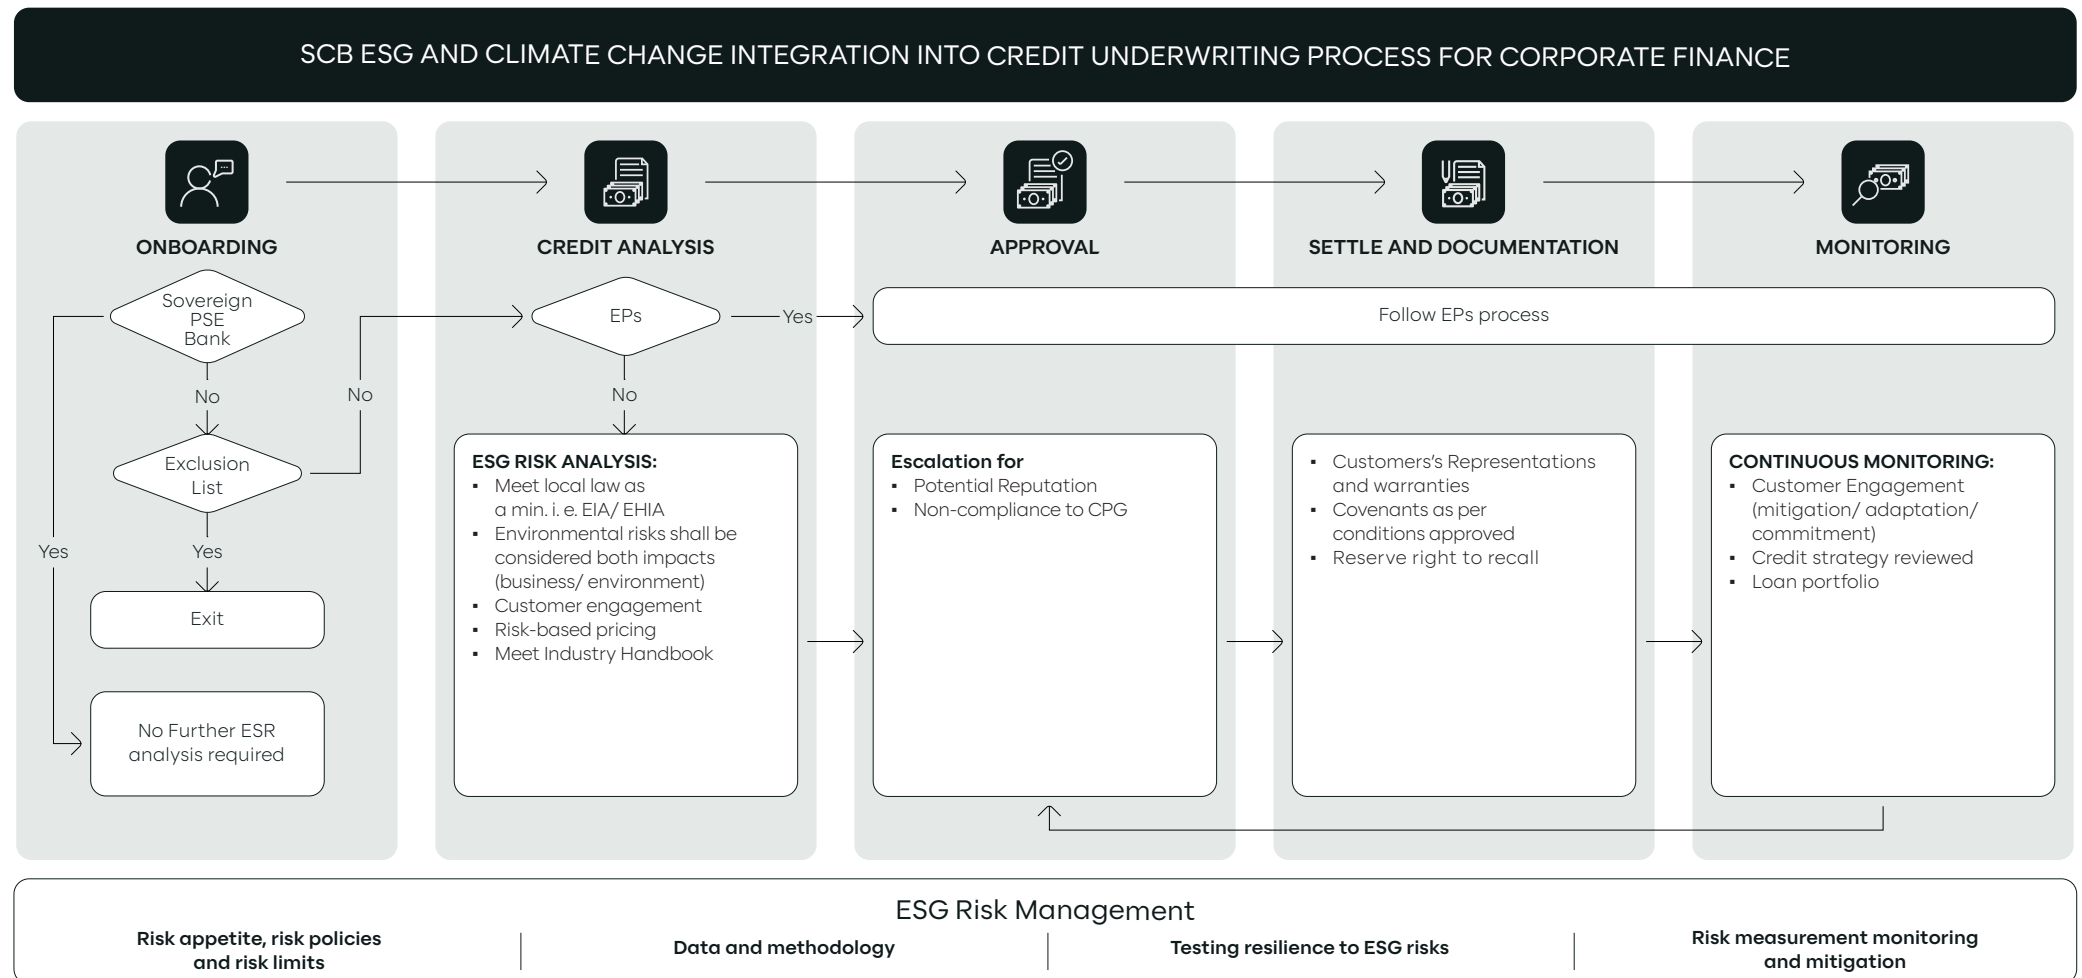 SCB ESG AND CLIMATE CHANGE INTEGRATION INTO CREDIT UNDERWRITING PROCESS FOR CORPORATE FINANCE
ONBOARDING
Sovereign
PSE
Bank
No
No
Exclusion
List
Yes
Yes
Exit
No Further ESR
analysis required
CREDIT ANALYSIS
EPs
Yes
No
ESG RISK ANALYSIS:
▪ Meet local law as
a min. i. e. EIA/ EHIA
▪ Environmental risks shall be
considered both impacts
(business/ environment)
▪ Customer engagement
▪ Risk-based pricing
▪ Meet Industry Handbook
APPROVAL
Follow EPs process
Escalation for
▪ Potential Reputation
▪ Non-compliance to CPG
SETTLE AND DOCUMENTATION
▪ Customers's Representations
and warranties
▪ Covenants as per
conditions approved
▪ Reserve right to recall
MONITORING
CONTINUOUS MONITORING:
▪ Customer Engagement
(mitigation/ adaptation/
commitment)
▪ Credit strategy reviewed
▪ Loan portfolio
ESG Risk Management
Risk appetite, risk policies
and risk limits
Data and methodology
Testing resilience to ESG risks
Risk measurement monitoring
and mitigation